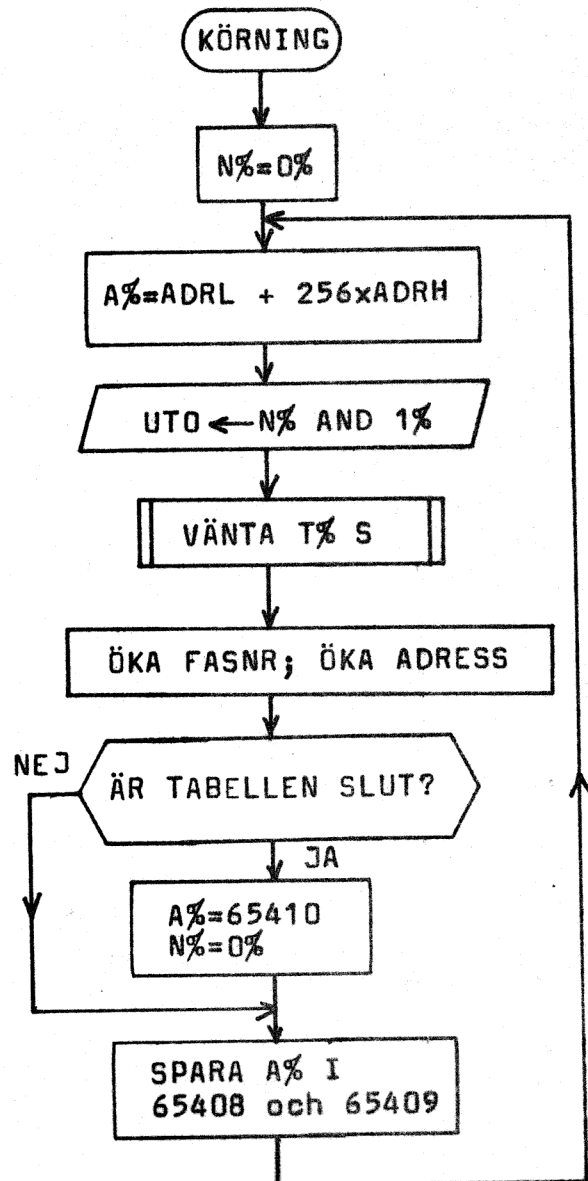 KÖRNING
N%=0%
A%=ADRL + 256xADRH
UTO ← N% AND 1%
VÄNTA T% S
ÖKA FASNR; ÖKA ADRESS
NEJ
ÄR TABELLEN SLUT?
JA
A%=65410
N%=0%
SPARA A% I
65408 och 65409